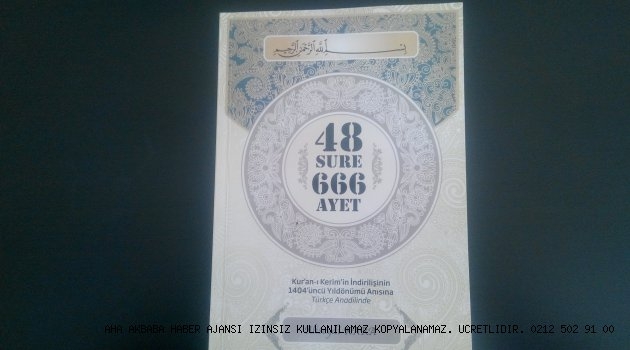 بسم الله الرحمن الرحيم
48
SURE
666
AYET
Kur'an-ı Kerim'in İndirilişinin
1404'üncü Yıldönümü Anısına
Türkçe Anadilinde
AHA AKBABA HABER AJANSI IZINSIZ KULLANILAMAZ.KOPYALANAMAZ. UCRETLIDIR. 0212 502 91 00